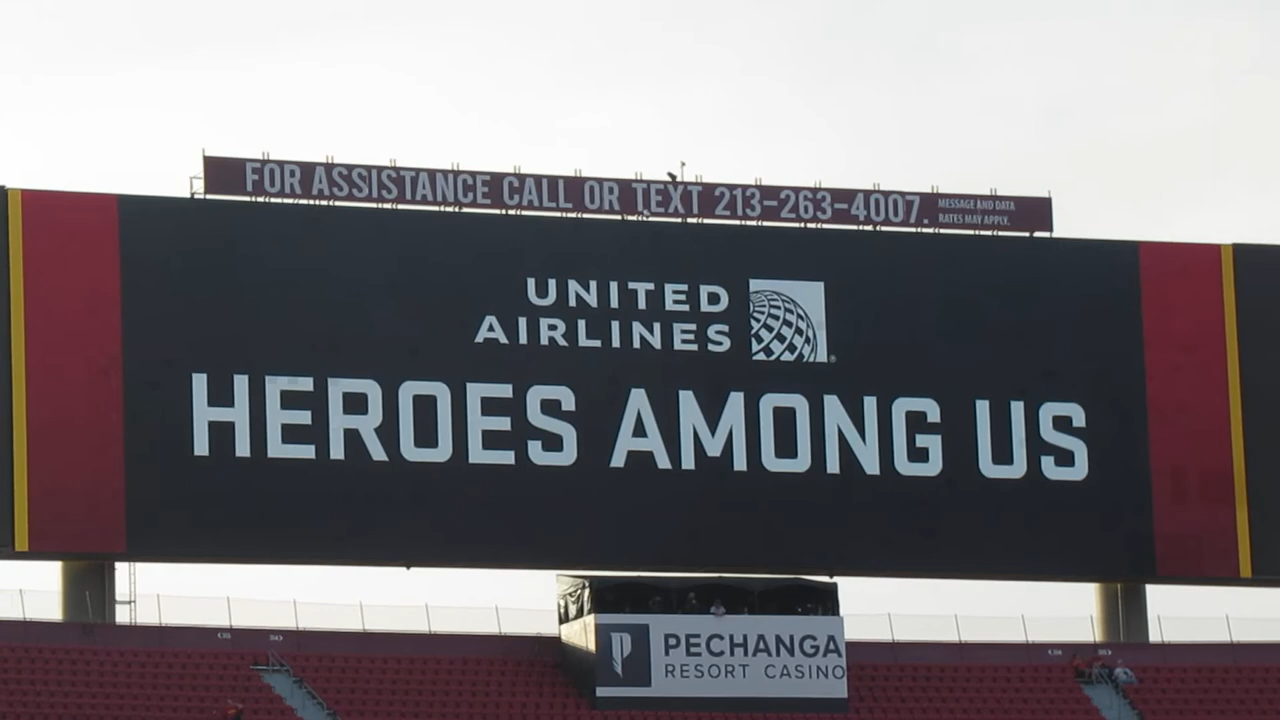 FOR ASSISTANCE CALL OR TEXT 213-263-4007.
MESSAGE AND DATA
RATES MAY APPLY.
UNITED
AIRLINES
HEROES AMONG US
PECHANGA
RESORT CASINO